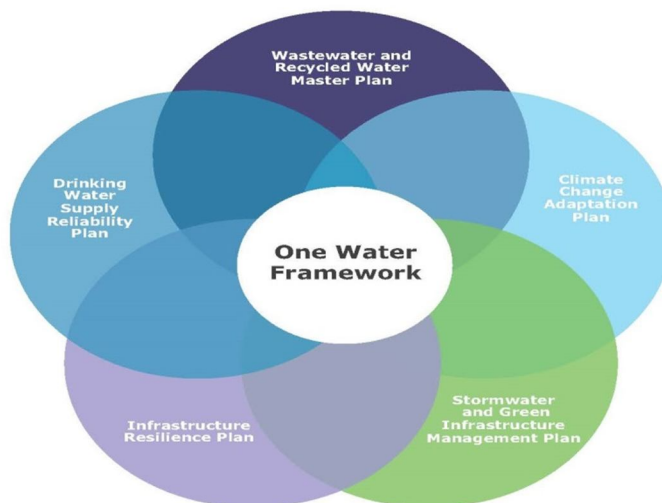 Wastewater and
Recycled Water
Master Plan
Drinking
Water
Supply
Reliability
Plan
Climate
Change
Adaptation
Plan
One Water
Framework
Infrastructure
Resilience Plan
Stormwater
and Green
Infrastructure
Management Plan